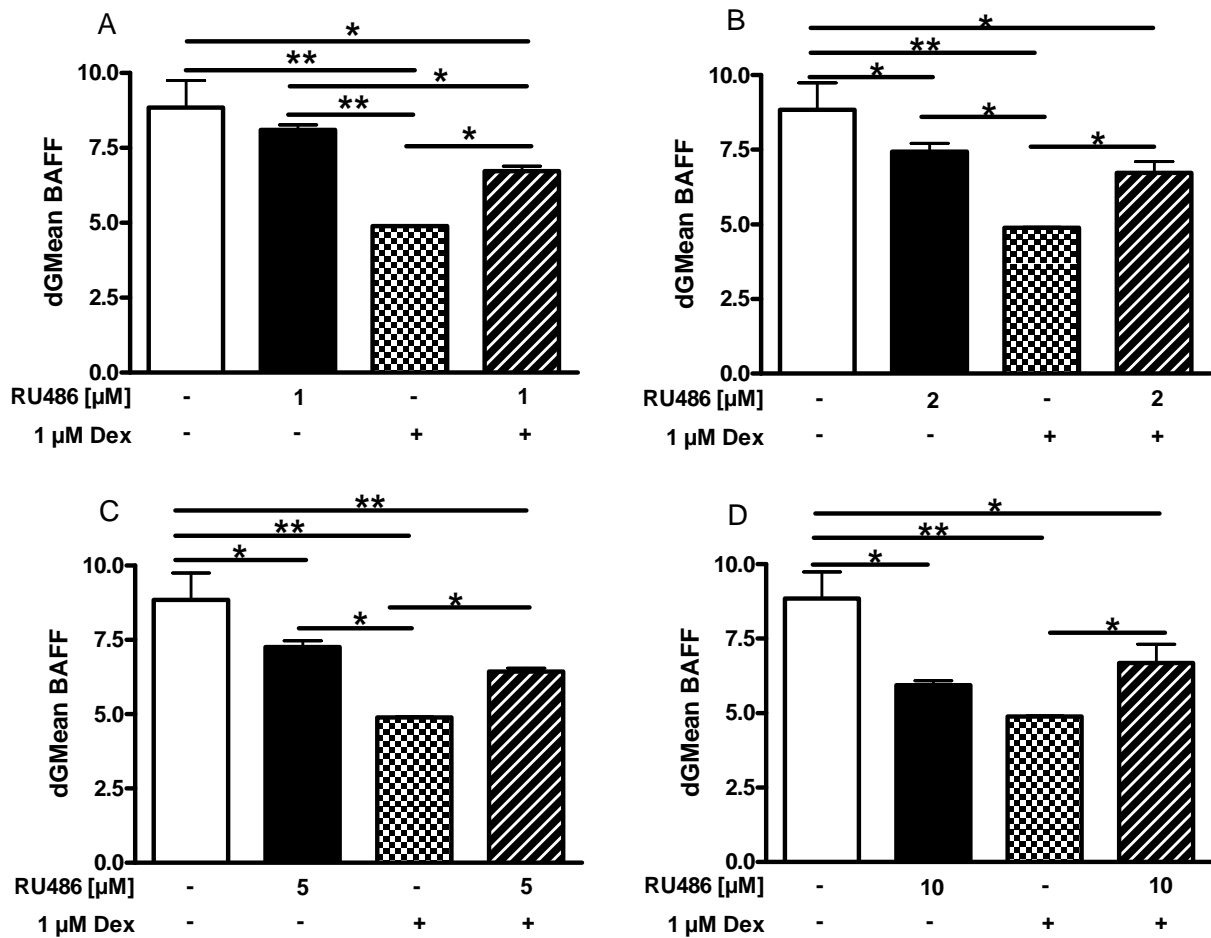 A
*
**
*
**
*
10.0
7.5
5.0
2.5
0.0
dGMean BAFF
RU486 [µM] - 1 - 1
1 µM Dex - - + +
B
*
**
*
*
*
10.0
7.5
5.0
2.5
0.0
dGMean BAFF
RU486 [µM] - 2 - 2
1 µM Dex - - + +
C
**
**
*
*
*
10.0
7.5
5.0
2.5
0.0
dGMean BAFF
RU486 [µM] - 5 - 5
1 µM Dex - - + +
D
*
**
*
*
10.0
7.5
5.0
2.5
0.0
dGMean BAFF
RU486 [µM] - 10 - 10
1 µM Dex - - + +